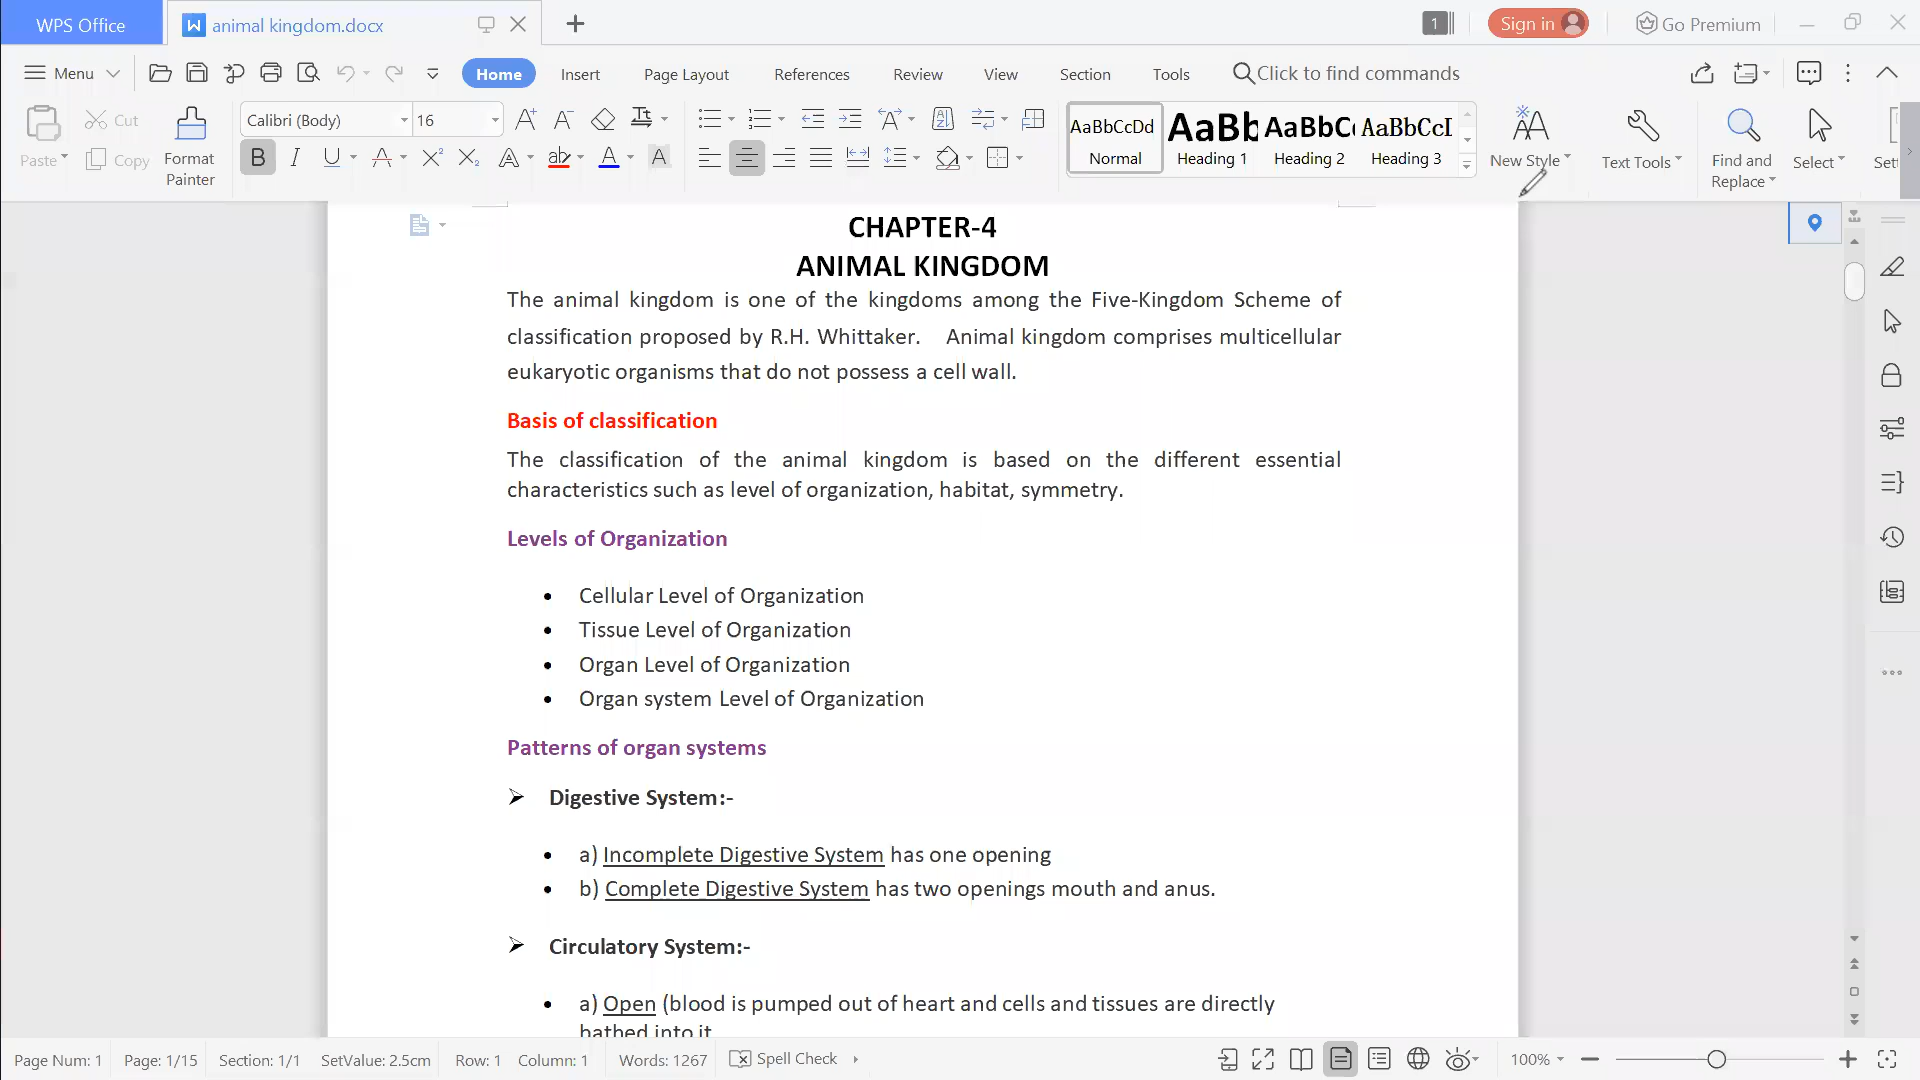 WPS Office
animal kingdom.docx
1
Sign in
Go Premium
Menu
Home
Insert
Page Layout
References
Review
View
Section
Tools
Click to find commands
Paste
Cut
Copy
Format Painter
Calibri (Body)
16
AaBbCcDd
Normal
AaBb
Heading 1
AaBbC
Heading 2
AaBbCcI
Heading 3
New Style
Text Tools
Find and Replace
Select
Sett
CHAPTER-4
ANIMAL KINGDOM
The animal kingdom is one of the kingdoms among the Five-Kingdom Scheme of
classification proposed by R.H. Whittaker. Animal kingdom comprises multicellular
eukaryotic organisms that do not possess a cell wall.
Basis of classification
The classification of the animal kingdom is based on the different essential
characteristics such as level of organization, habitat, symmetry.
Levels of Organization
• Cellular Level of Organization
• Tissue Level of Organization
• Organ Level of Organization
• Organ system Level of Organization
Patterns of organ systems
➢ Digestive System:-
• a) Incomplete Digestive System has one opening
• b) Complete Digestive System has two openings mouth and anus.
➢ Circulatory System:-
• a) Open (blood is pumped out of heart and cells and tissues are directly
bathed into it
Page Num: 1
Page: 1/15
Section: 1/1
SetValue: 2.5cm
Row: 1
Column: 1
Words: 1267
Spell Check
100%